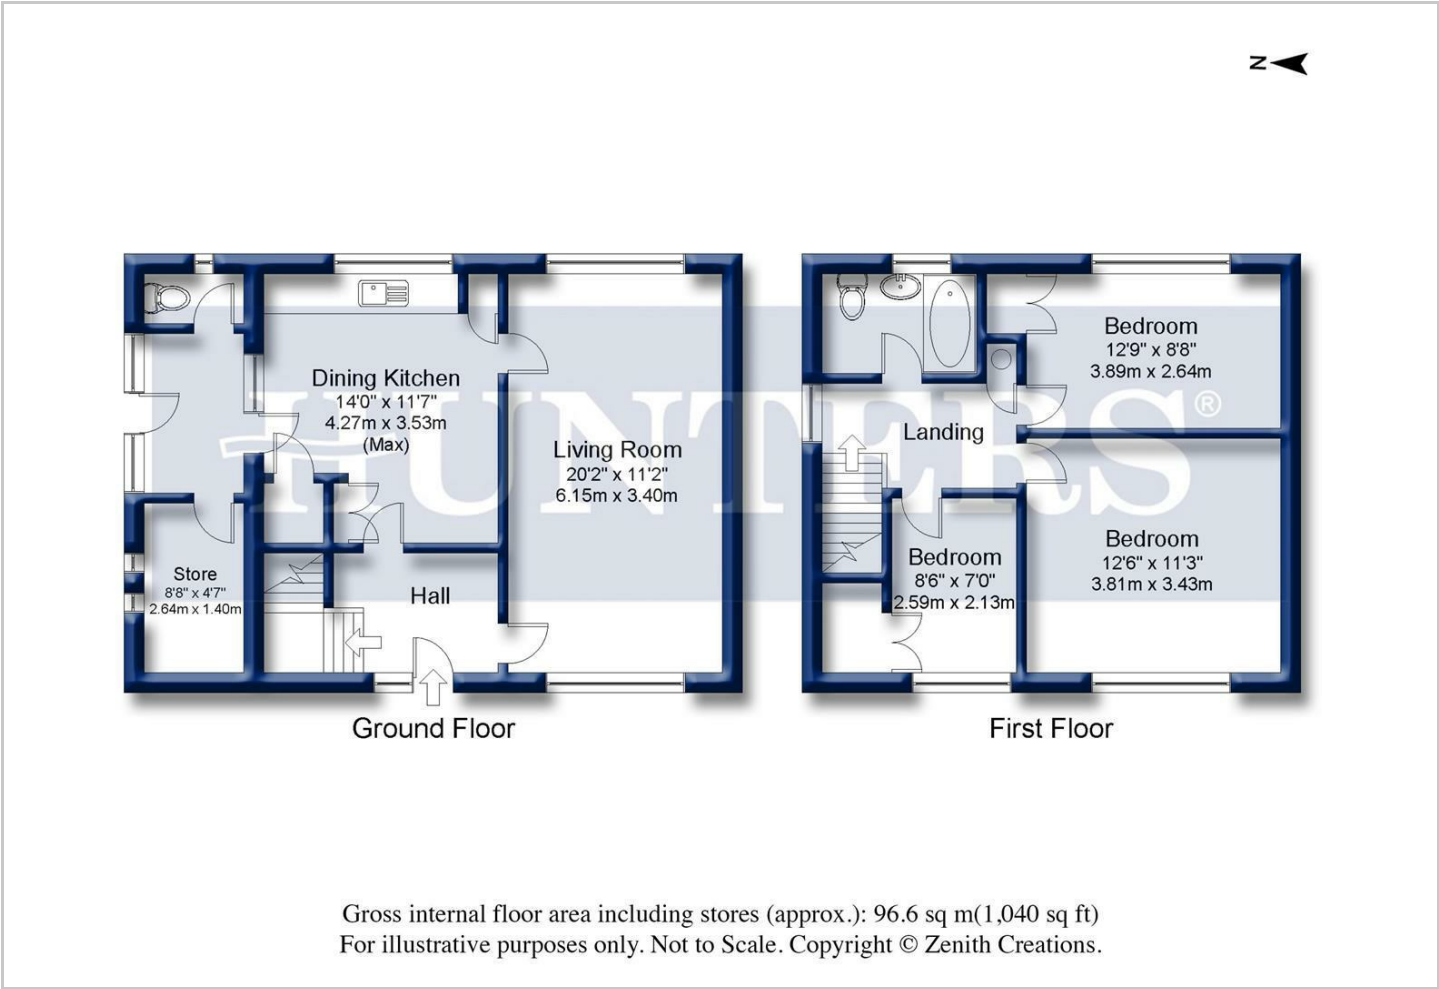 N
Dining Kitchen
14'0" x 11'7"
4.27m x 3.53m
(Max)
Living Room
20'2" x 11'2"
6.15m x 3.40m
Store
8'8" x 4'7"
2.64m x 1.40m
Hall
Ground Floor
Bedroom
12'9" x 8'8"
3.89m x 2.64m
Landing
Bedroom
12'6" x 11'3"
3.81m x 3.43m
Bedroom
8'6" x 7'0"
2.59m x 2.13m
First Floor
HUNTERS®
Gross internal floor area including stores (approx.): 96.6 sq m(1,040 sq ft)
For illustrative purposes only. Not to Scale. Copyright © Zenith Creations.